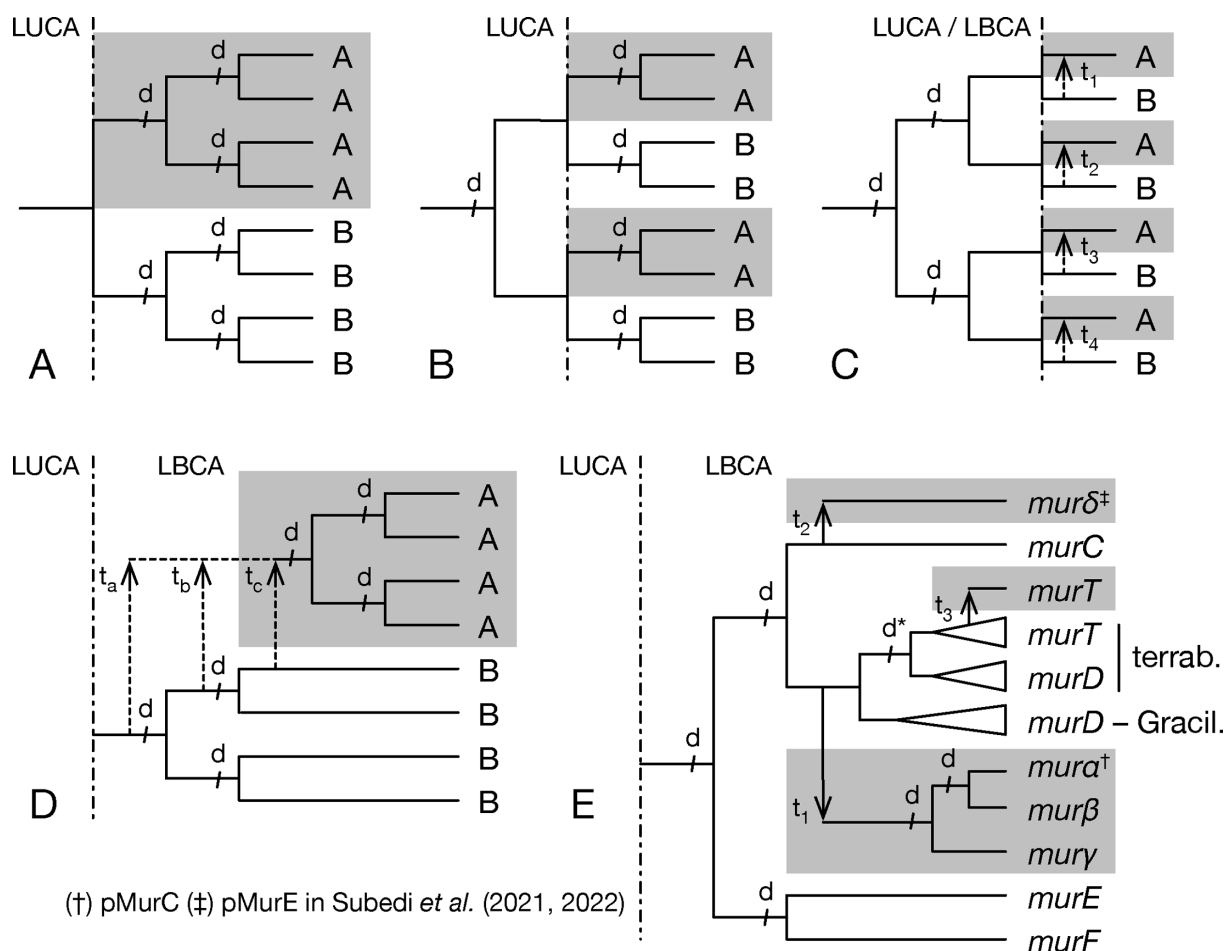 LUCA
d
d
A
A
d
A
A
d
d
B
B
d
B
B
A
LUCA
d
d
A
A
d
B
B
d
A
A
d
B
B
B
LUCA / LBCA
d
d
d
t1
A
B
t2
A
B
t3
A
B
t4
A
B
C
LUCA
LBCA
ta
tb
tc
d
d
A
A
d
A
A
d
d
B
B
d
B
B
D
LUCA
LBCA
d
d
d
t2
murδ‡
murC
t3
murT
d*
murT
murD
terrab.
murD – Gracil.
t1
d
d
murα†
murβ
murγ
murE
murF
E
(†) pMurC (‡) pMurE in Subedi et al. (2021, 2022)